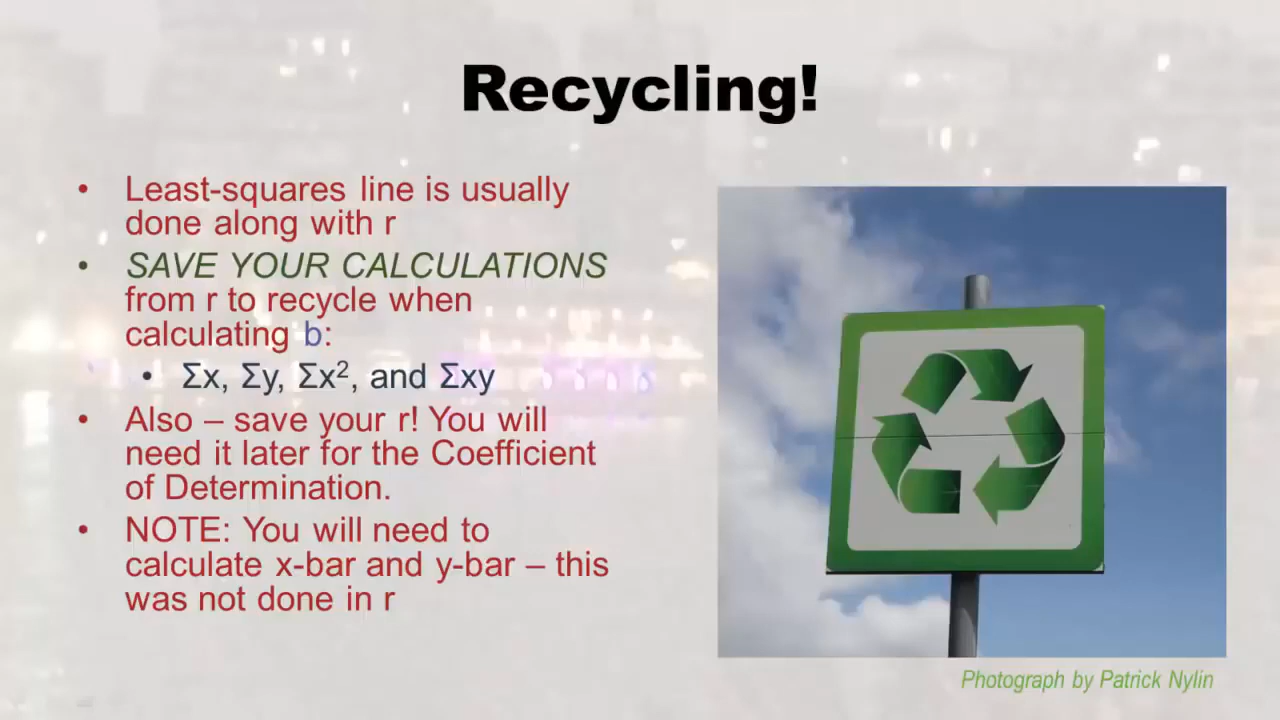 Recycling!
• Least-squares line is usually
done along with r
• SAVE YOUR CALCULATIONS
from r to recycle when
calculating b:
• Σx, Σy, Σx², and Σxy
• Also – save your r! You will
need it later for the Coefficient
of Determination.
• NOTE: You will need to
calculate x-bar and y-bar – this
was not done in r
Photograph by Patrick Nylin